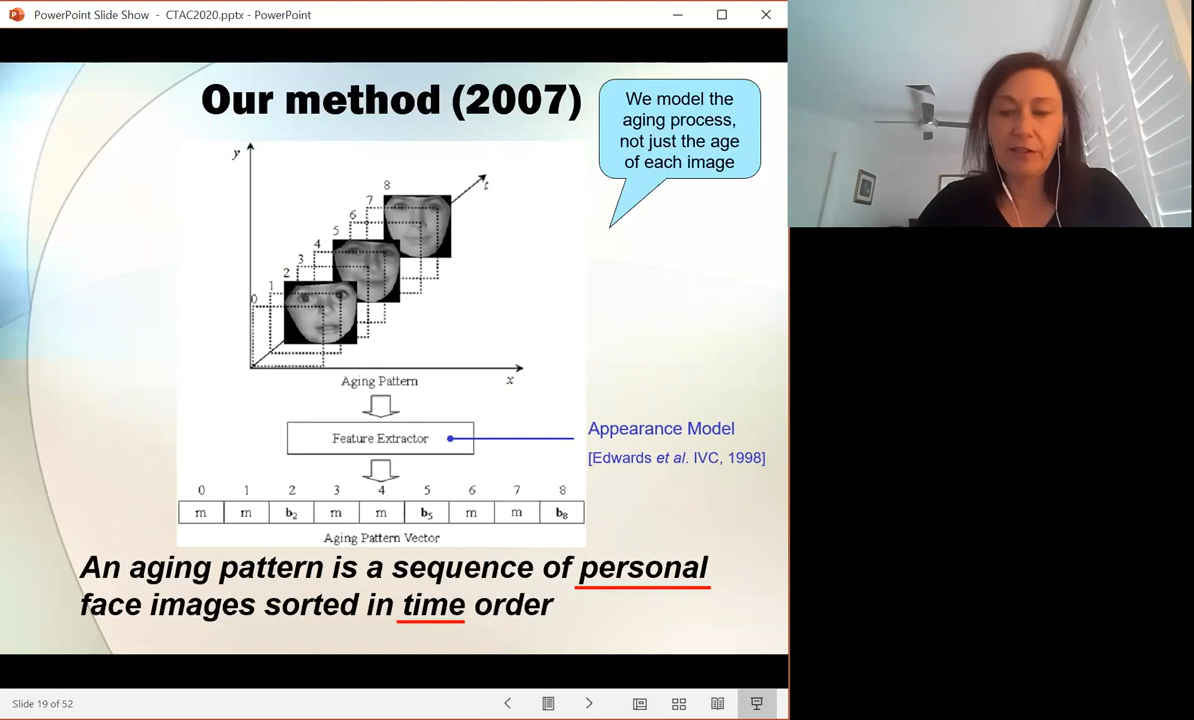 PowerPoint Slide Show - CTAC2020.pptx - PowerPoint
Our method (2007)
We model the
aging process,
not just the age
of each image
y
8
t
7
6
5
4
3
2
1
0
Aging Pattern
x
Feature Extractor
Appearance Model
[Edwards et al. IVC, 1998]
0 1 2 3 4 5 6 7 8
m m b2 m m b5 m m b8
Aging Pattern Vector
An aging pattern is a sequence of personal
face images sorted in time order
Slide 19 of 52